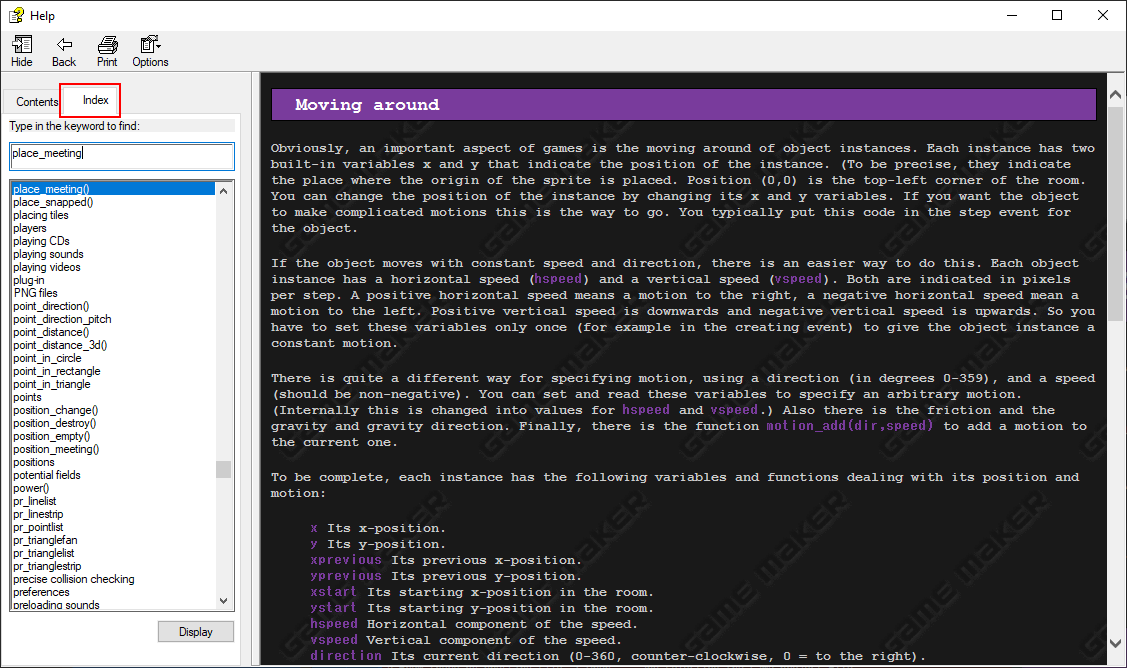 Help
Hide Back Print Options
Contents Index
Type in the keyword to find:
place_meeting
place_meeting()
place_snapped()
placing tiles
players
playing CDs
playing sounds
playing videos
plug-in
PNG files
point_direction()
point_direction_pitch
point_distance()
point_distance_3d()
point_in_circle
point_in_rectangle
point_in_triangle
points
position_change()
position_destroy()
position_empty()
position_meeting()
positions
potential fields
power()
pr_linelist
pr_linestrip
pr_pointlist
pr_trianglefan
pr_trianglelist
pr_trianglestrip
precise collision checking
preferences
preloading sounds
Display
Moving around
Obviously, an important aspect of games is the moving around of object instances. Each instance has two
built-in variables x and y that indicate the position of the instance. (To be precise, they indicate
the place where the origin of the sprite is placed. Position (0,0) is the top-left corner of the room.
You can change the position of the instance by changing its x and y variables. If you want the object
to make complicated motions this is the way to go. You typically put this code in the step event for
the object.
If the object moves with constant speed and direction, there is an easier way to do this. Each object
instance has a horizontal speed (hspeed) and a vertical speed (vspeed). Both are indicated in pixels
per step. A positive horizontal speed means a motion to the right, a negative horizontal speed mean a
motion to the left. Positive vertical speed is downwards and negative vertical speed is upwards. So you
have to set these variables only once (for example in the creating event) to give the object instance a
constant motion.
There is quite a different way for specifying motion, using a direction (in degrees 0-359), and a speed
(should be non-negative). You can set and read these variables to specify an arbitrary motion.
(Internally this is changed into values for hspeed and vspeed.) Also there is the friction and the
gravity and gravity direction. Finally, there is the function motion_add(dir,speed) to add a motion to
the current one.
To be complete, each instance has the following variables and functions dealing with its position and
motion:
x Its x-position.
y Its y-position.
xprevious Its previous x-position.
yprevious Its previous y-position.
xstart Its starting x-position in the room.
ystart Its starting y-position in the room.
hspeed Horizontal component of the speed.
vspeed Vertical component of the speed.
direction Its current direction (0-360, counter-clockwise, 0 = to the right).
GAME MAKER